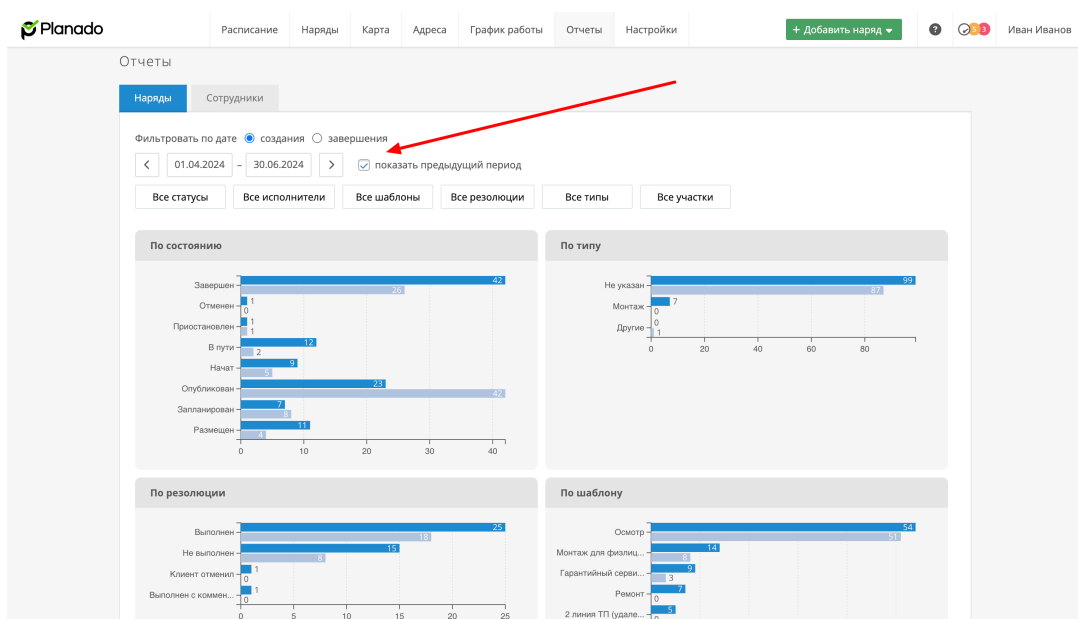 Planado
Расписание Наряды Карта Адреса График работы Отчеты Настройки + Добавить наряд ? 5 3 Иван Иванов
Отчеты
Наряды Сотрудники
Фильтровать по дате создания завершения
01.04.2024 – 30.06.2024 показать предыдущий период
Все статусы Все исполнители Все шаблоны Все резолюции Все типы Все участки
По состоянию
Завершен 42
26
Отменен 1
0
Приостановлен 1
1
В пути 12
2
Начат 9
5
Опубликован 23
42
Запланирован 7
8
Размещен 11
4
0 10 20 30 40
По типу
Не указан 99
87
Монтаж 7
0
Другие 0
1
0 20 40 60 80
По резолюции
Выполнен 25
18
Не выполнен 15
8
Клиент отменил 1
0
Выполнен с коммен... 1
0
0 5 10 15 20 25
По шаблону
Осмотр 54
51
Монтаж для физлиц... 14
8
Гарантийный серви... 9
3
Ремонт 7
0
2 линия ТП (удале... 5
0